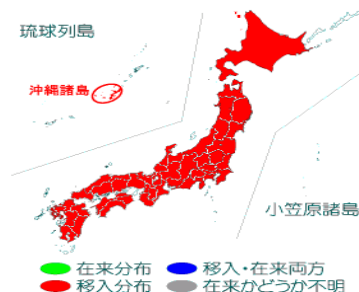 琉球列島
沖縄諸島
小笠原諸島
在来分布 移入・在来両方
移入分布 在来かどうか不明